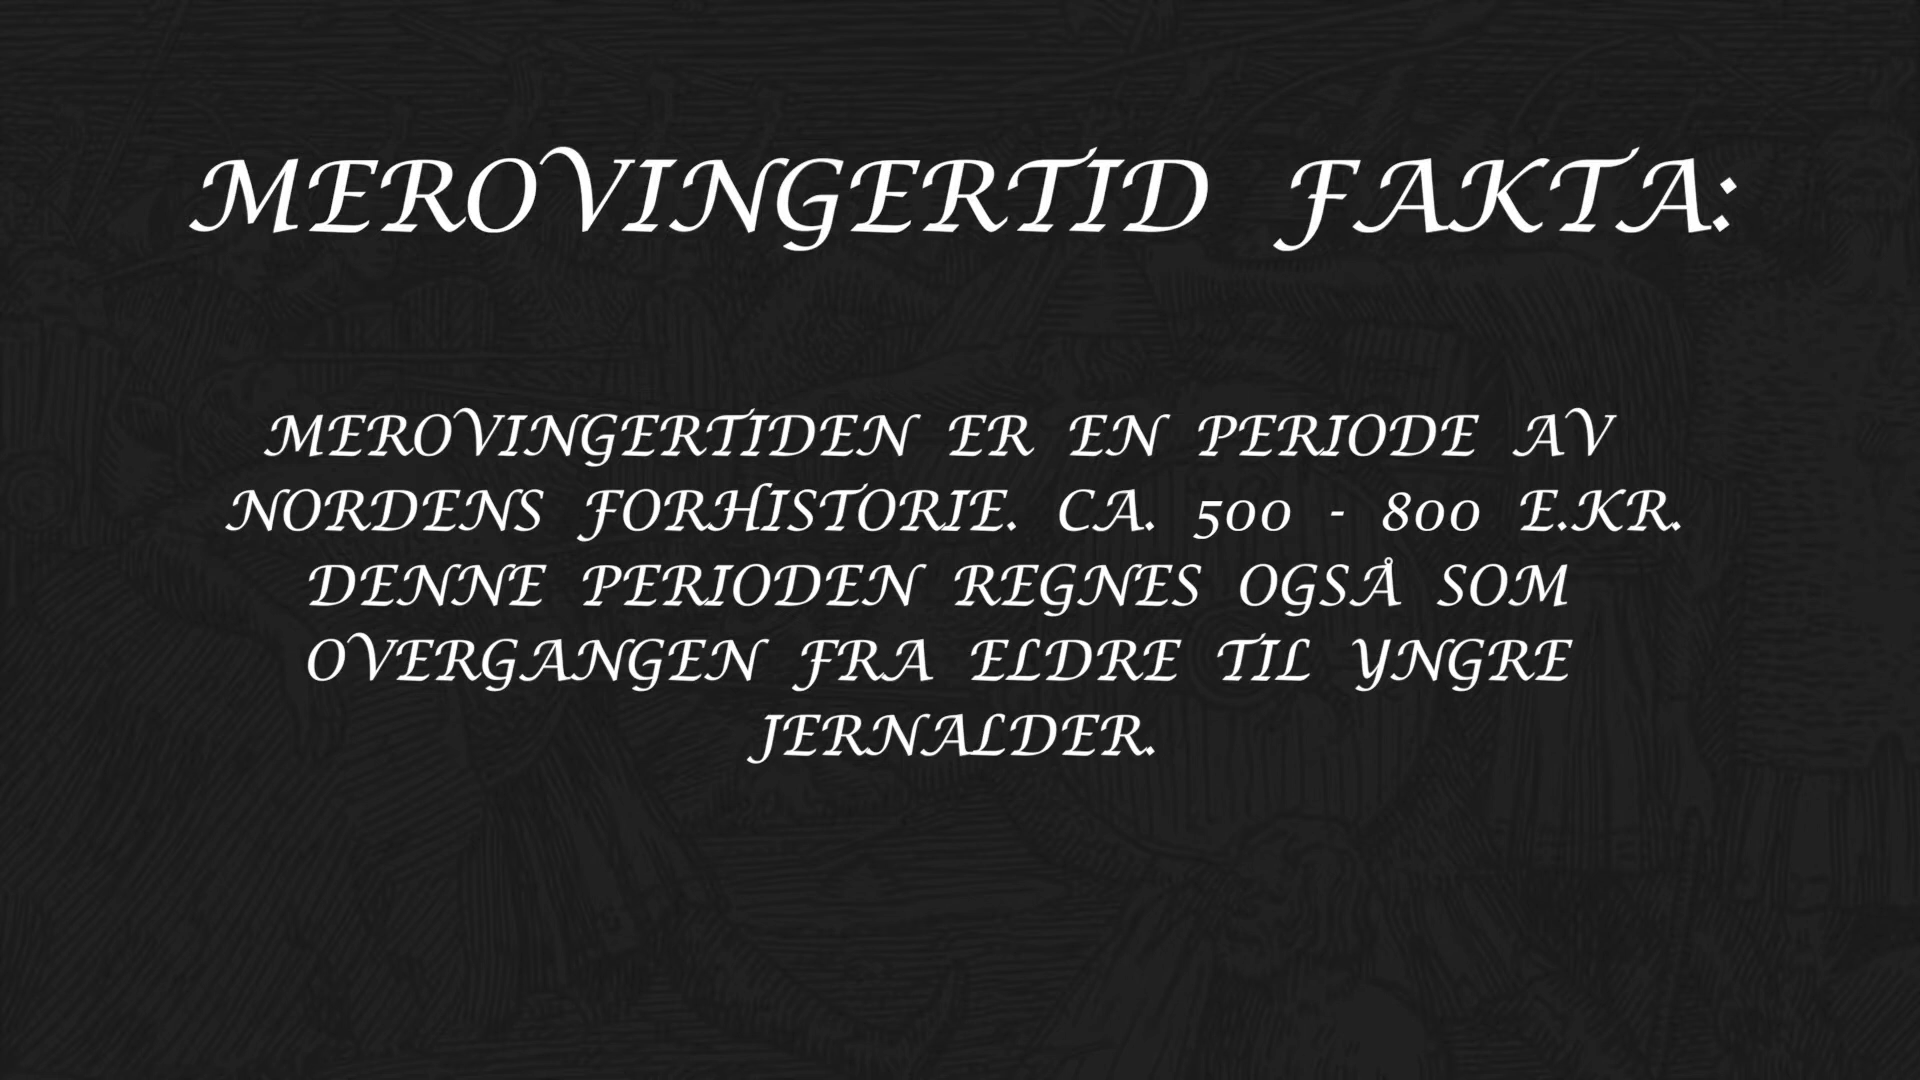 MEROVINGERTID FAKTA:
MEROVINGERTIDEN ER EN PERIODE AV
NORDENS FORHISTORIE. CA. 500 - 800 E.KR.
DENNE PERIODEN REGNES OGSÅ SOM
OVERGANGEN FRA ELDRE TIL YNGRE
JERNALDER.